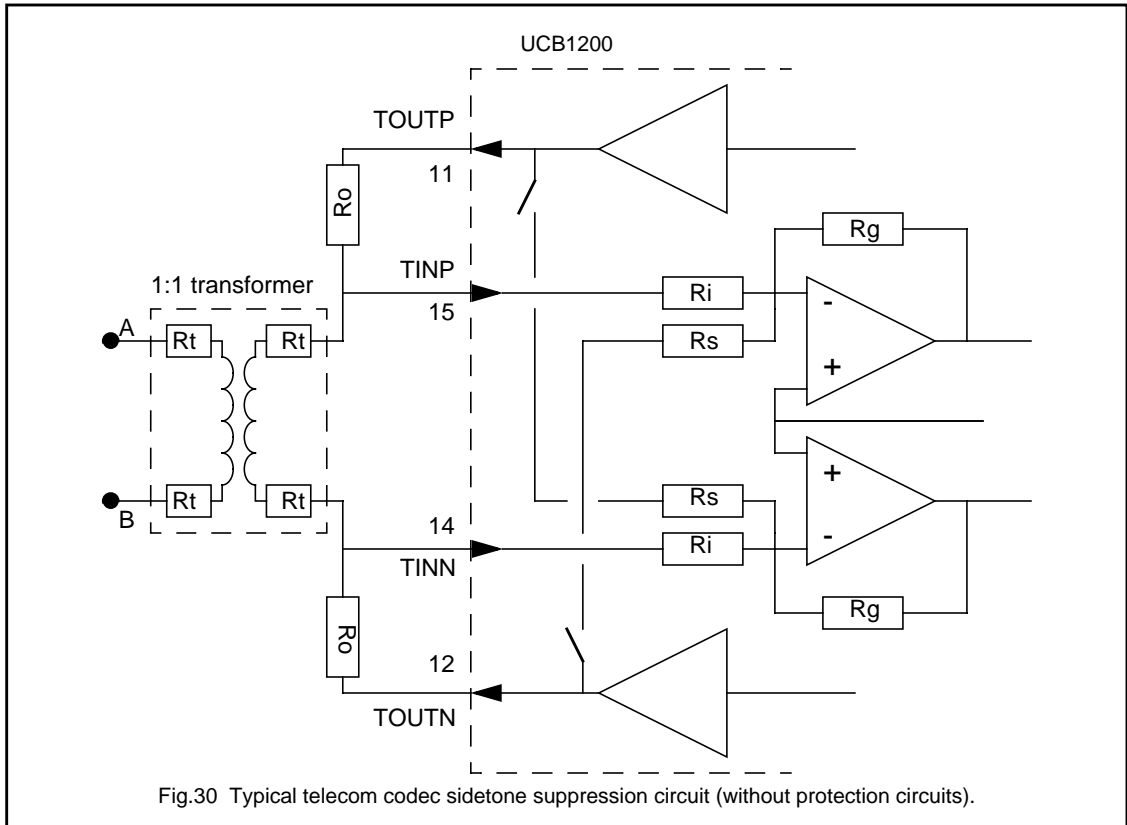 UCB1200
TOUTP
11
Ro
TINP
15
Ri
Rs
Rg
-
+
1:1 transformer
A
Rt
Rt
B
Rt
Rt
14
TINN
Rs
Ri
+
-
Rg
Ro
12
TOUTN
Fig.30 Typical telecom codec sidetone suppression circuit (without protection circuits).